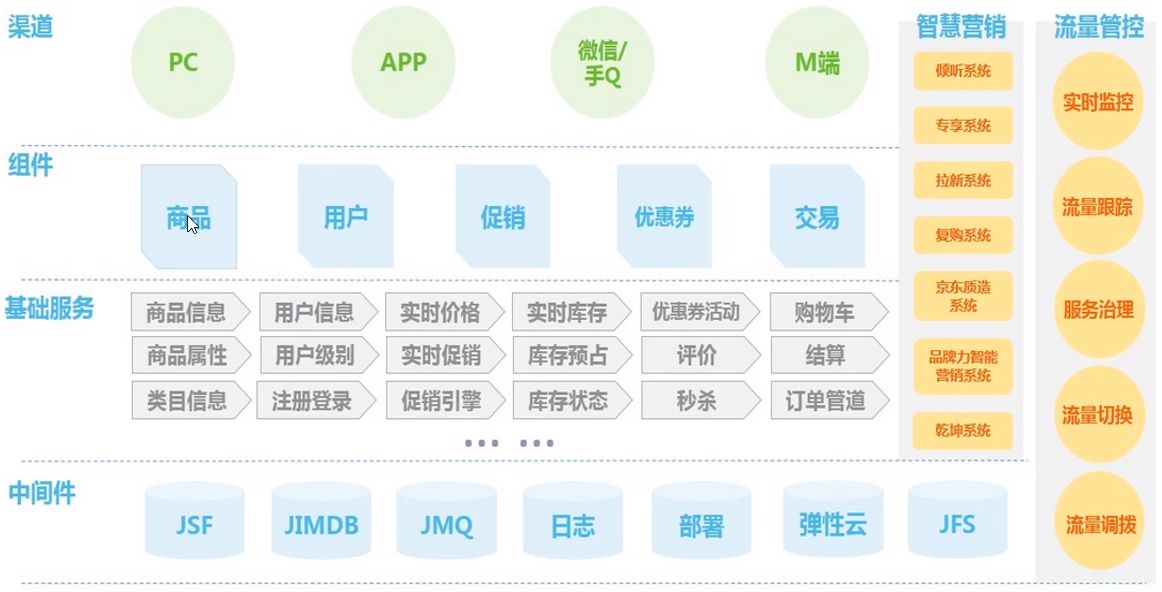 渠道
PC
APP
微信/
手Q
M端
组件
商品
用户
促销
优惠券
交易
基础服务
商品信息
用户信息
实时价格
实时库存
优惠券活动
购物车
商品属性
用户级别
实时促销
库存预占
评价
结算
类目信息
注册登录
促销引擎
库存状态
秒杀
订单管道
... ...
中间件
JSF
JIMDB
JMQ
日志
部署
弹性云
JFS
智慧营销
倾听系统
专享系统
拉新系统
复购系统
京东质造
系统
品牌力智能
营销系统
乾坤系统
流量管控
实时监控
流量跟踪
服务治理
流量切换
流量调拨